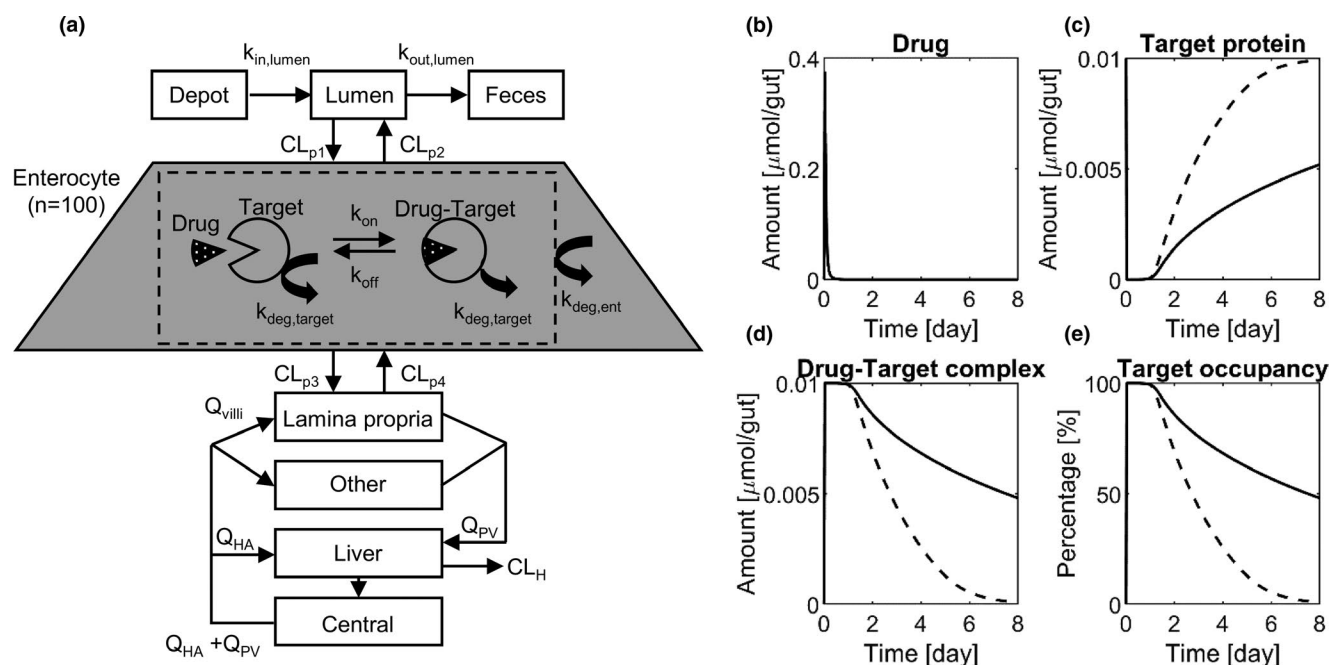 (a)
k_in,lumen
k_out,lumen
Depot
Lumen
Feces
CL_p1
CL_p2
Enterocyte
(n=100)
Drug
Target
Drug-Target
k_on
k_off
k_deg,target
k_deg,target
k_deg,ent
CL_p3
CL_p4
Q_villi
Lamina propria
Other
Q_HA
Q_PV
Liver
CL_H
Central
Q_HA +Q_PV
(b)
Drug
Amount [μmol/gut]
0.4
0.2
0
0 2 4 6 8
Time [day]
(c)
Target protein
Amount [μmol/gut]
0.01
0.005
0
0 2 4 6 8
Time [day]
(d)
Drug-Target complex
Amount [μmol/gut]
0.01
0.005
0
0 2 4 6 8
Time [day]
(e)
Target occupancy
Percentage [%]
100
50
0
0 2 4 6 8
Time [day]